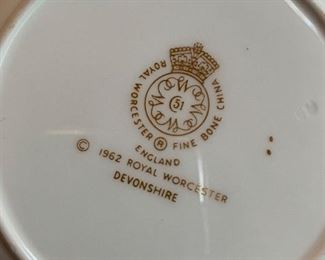 ROYAL WORCESTER ® FINE BONE CHINA
51
ENGLAND
© 1962 ROYAL WORCESTER
DEVONSHIRE